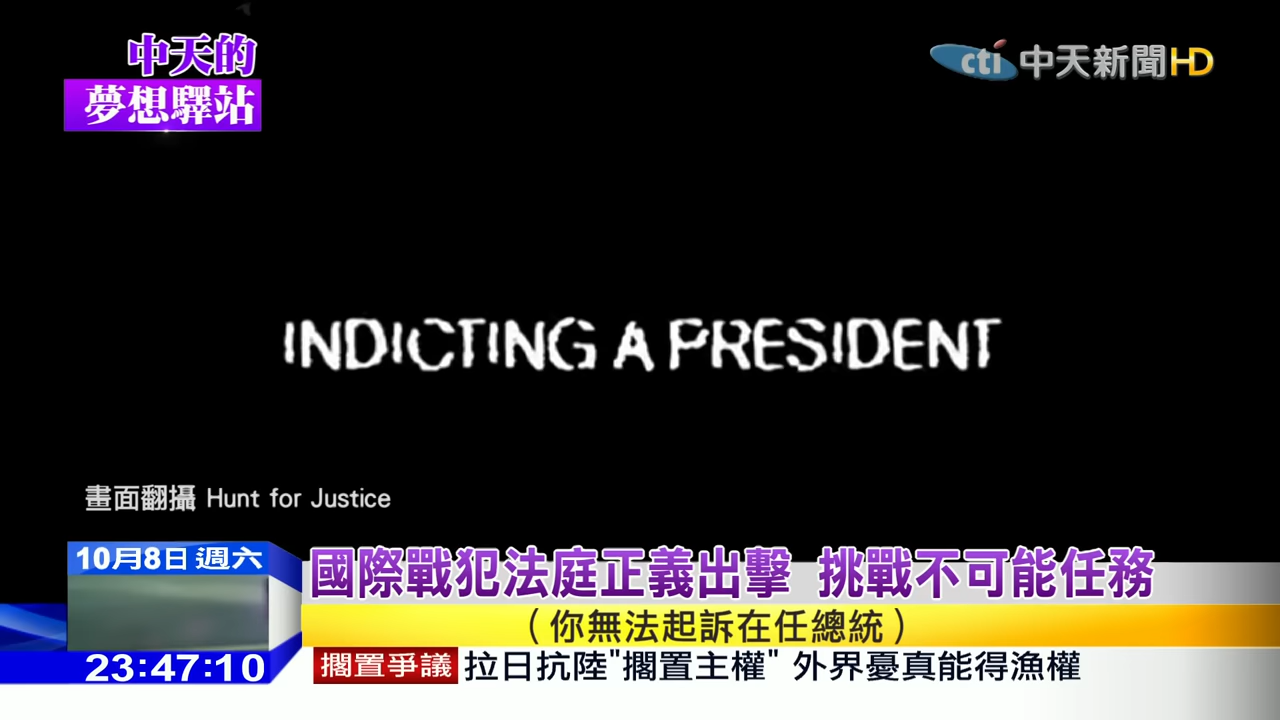 中天的
夢想驛站
cti 中天新聞HD
INDICTING A PRESIDENT
畫面翻攝 Hunt for Justice
10月8日 週六
國際戰犯法庭正義出擊 挑戰不可能任務
（你無法起訴在任總統）
23:47:10
擱置爭議 拉日抗陸"擱置主權" 外界憂真能得漁權